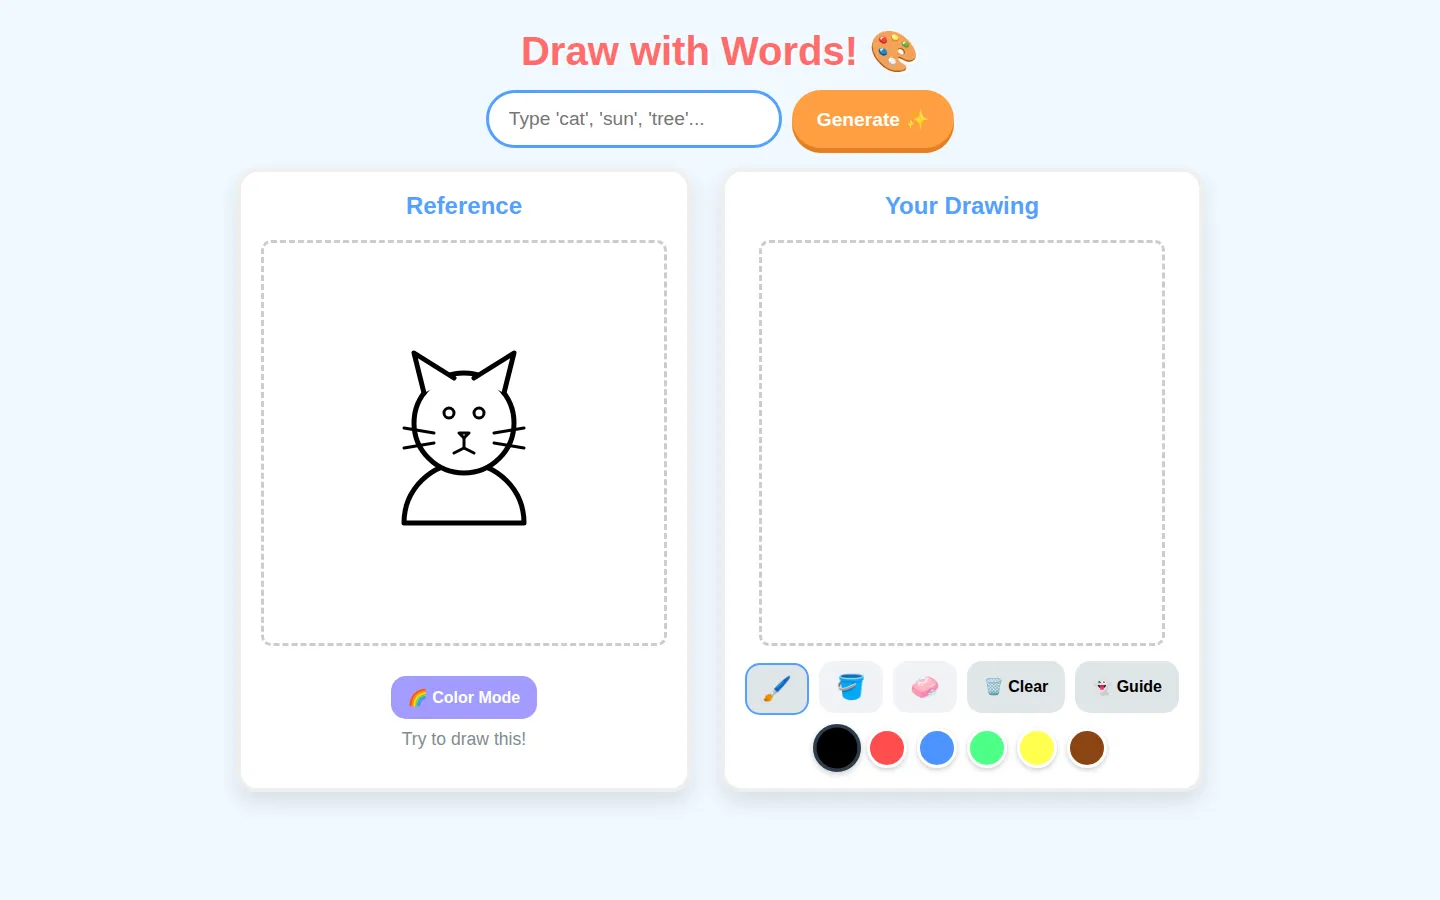 Draw with Words! 🎨
Type 'cat', 'sun', 'tree'...
Generate ✨
Reference
Your Drawing
🌈 Color Mode
Try to draw this!
🗑️ Clear
👻 Guide